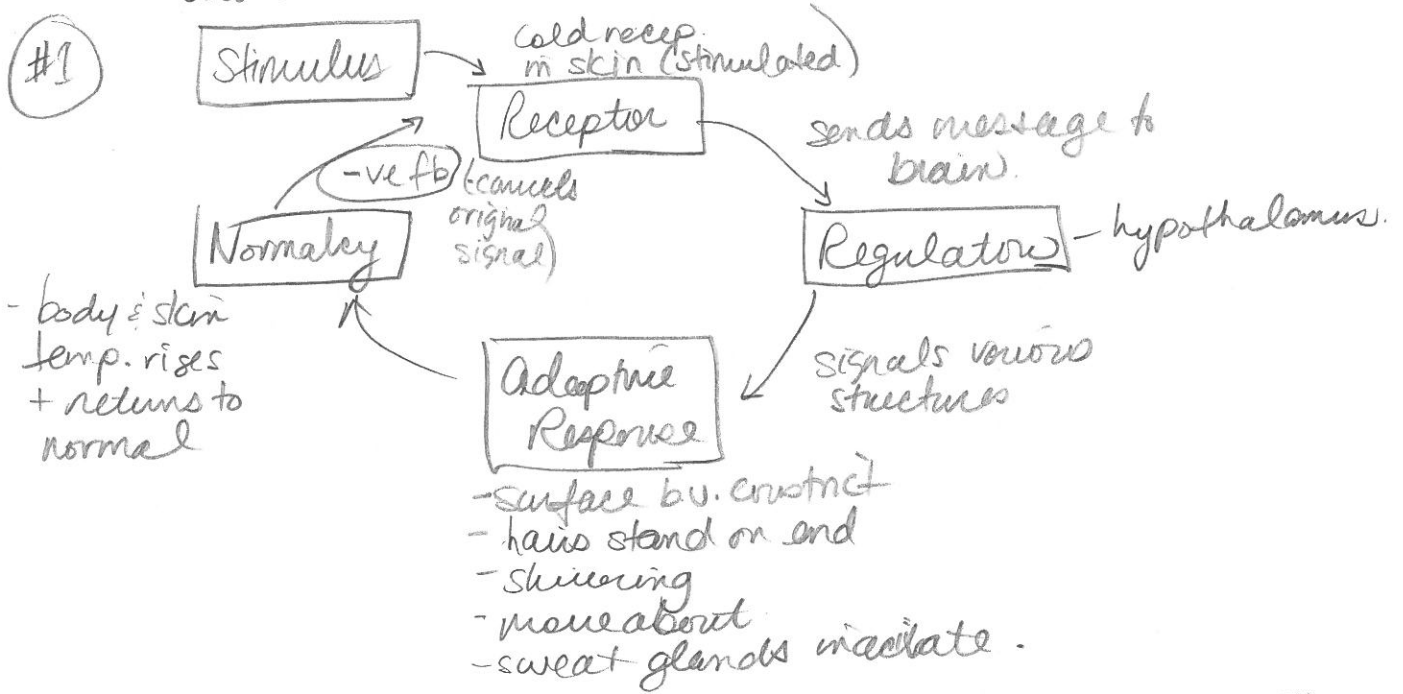 #1
Stimulus
cold recep.
in skin (stimulated)
Receptor
sends message to
brain.
-ve fb
(cancels
original
signal)
Normalcy
Regulator
- hypothalamus.
- body & skin
temp. rises
+ returns to
normal
Adaptive
Response
signals various
structures
- surface b.v. constrict
- hairs stand on end
- shivering
- move about
- sweat glands